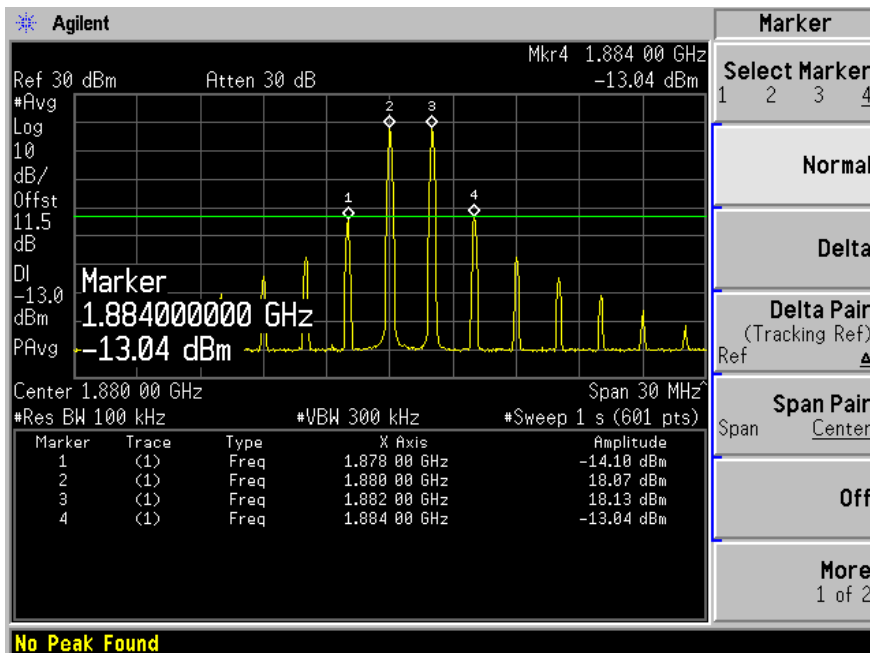 Agilent
Marker
Mkr4 1.884 00 GHz
Ref 30 dBm Atten 30 dB -13.04 dBm
Select Marker
1 2 3 4
#Avg
Log
10
dB/
Offst
11.5
dB
DI
-13.0
dBm
PAvg
1 2 3 4
Marker
1.884000000 GHz
-13.04 dBm
Center 1.880 00 GHz Span 30 MHz^
#Res BW 100 kHz #VBW 300 kHz #Sweep 1 s (601 pts)
Marker Trace Type X Axis Amplitude
1 (1) Freq 1.878 00 GHz -14.10 dBm
2 (1) Freq 1.880 00 GHz 18.07 dBm
3 (1) Freq 1.882 00 GHz 18.13 dBm
4 (1) Freq 1.884 00 GHz -13.04 dBm
Normal
Delta
Delta Pair
(Tracking Ref)
Ref Δ
Span Pair
Span Center
Off
More
1 of 2
No Peak Found